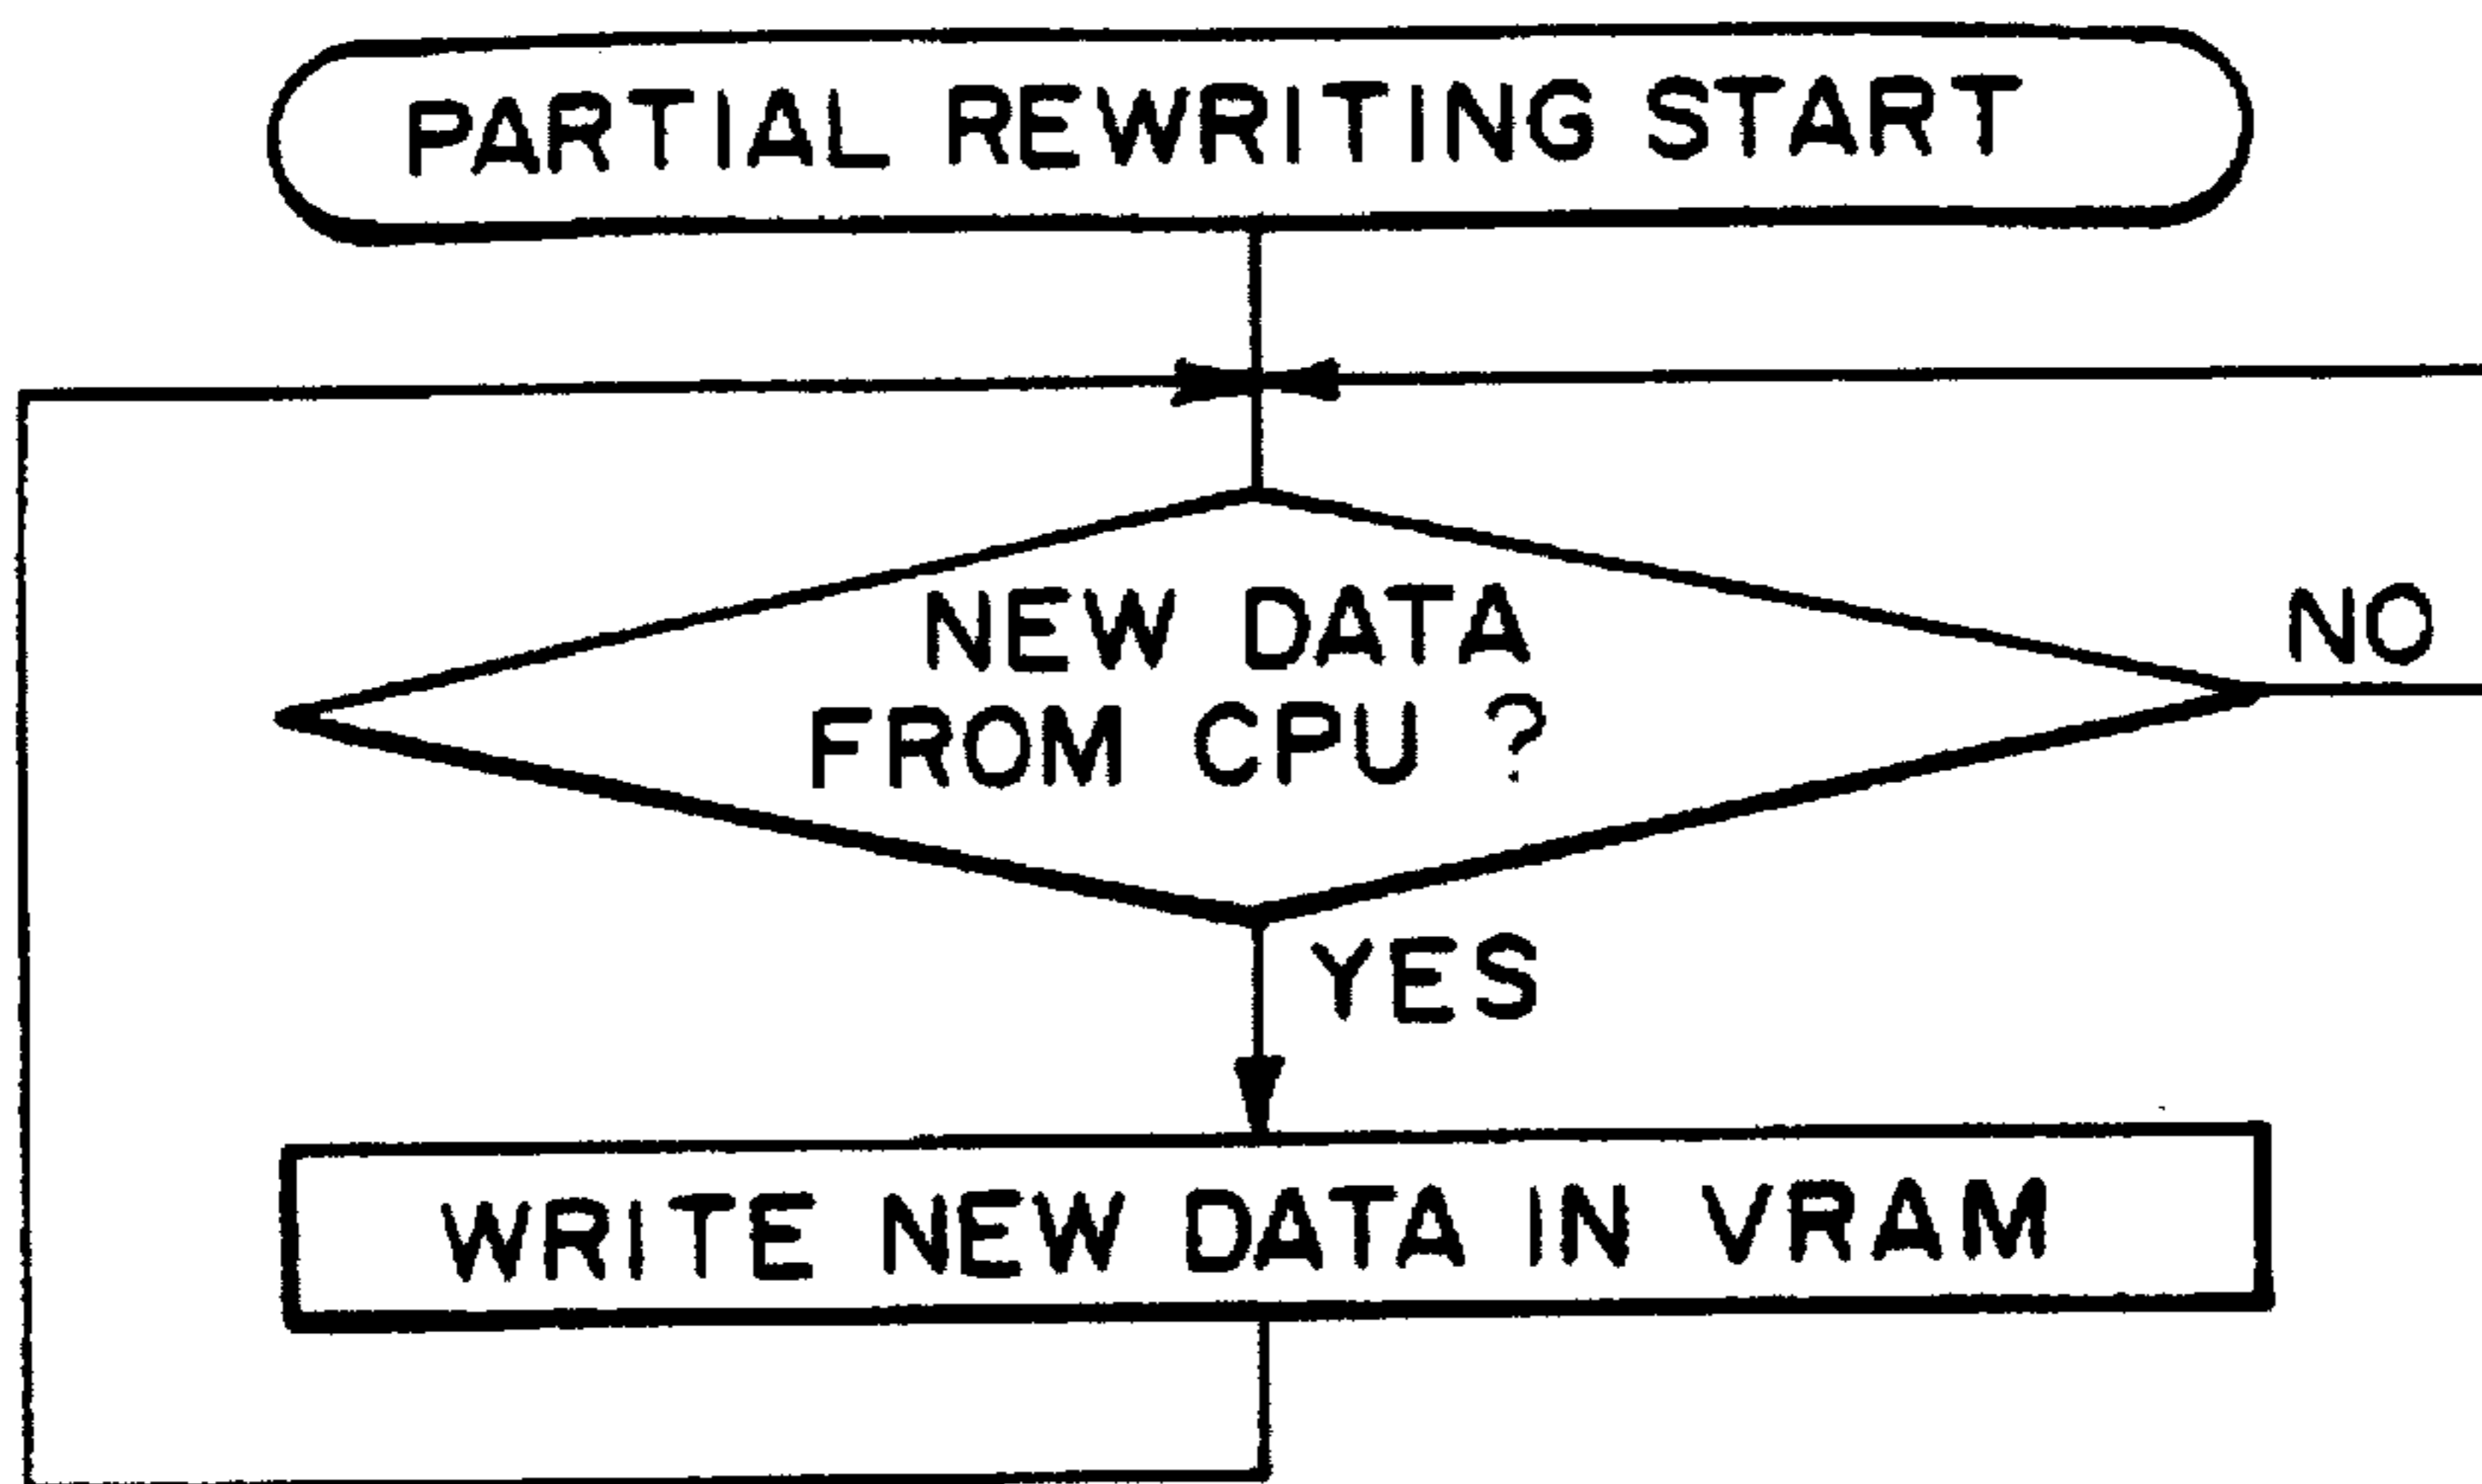 PARTIAL REWRITING START
NEW DATA
FROM CPU ?
NO
YES
WRITE NEW DATA IN VRAM